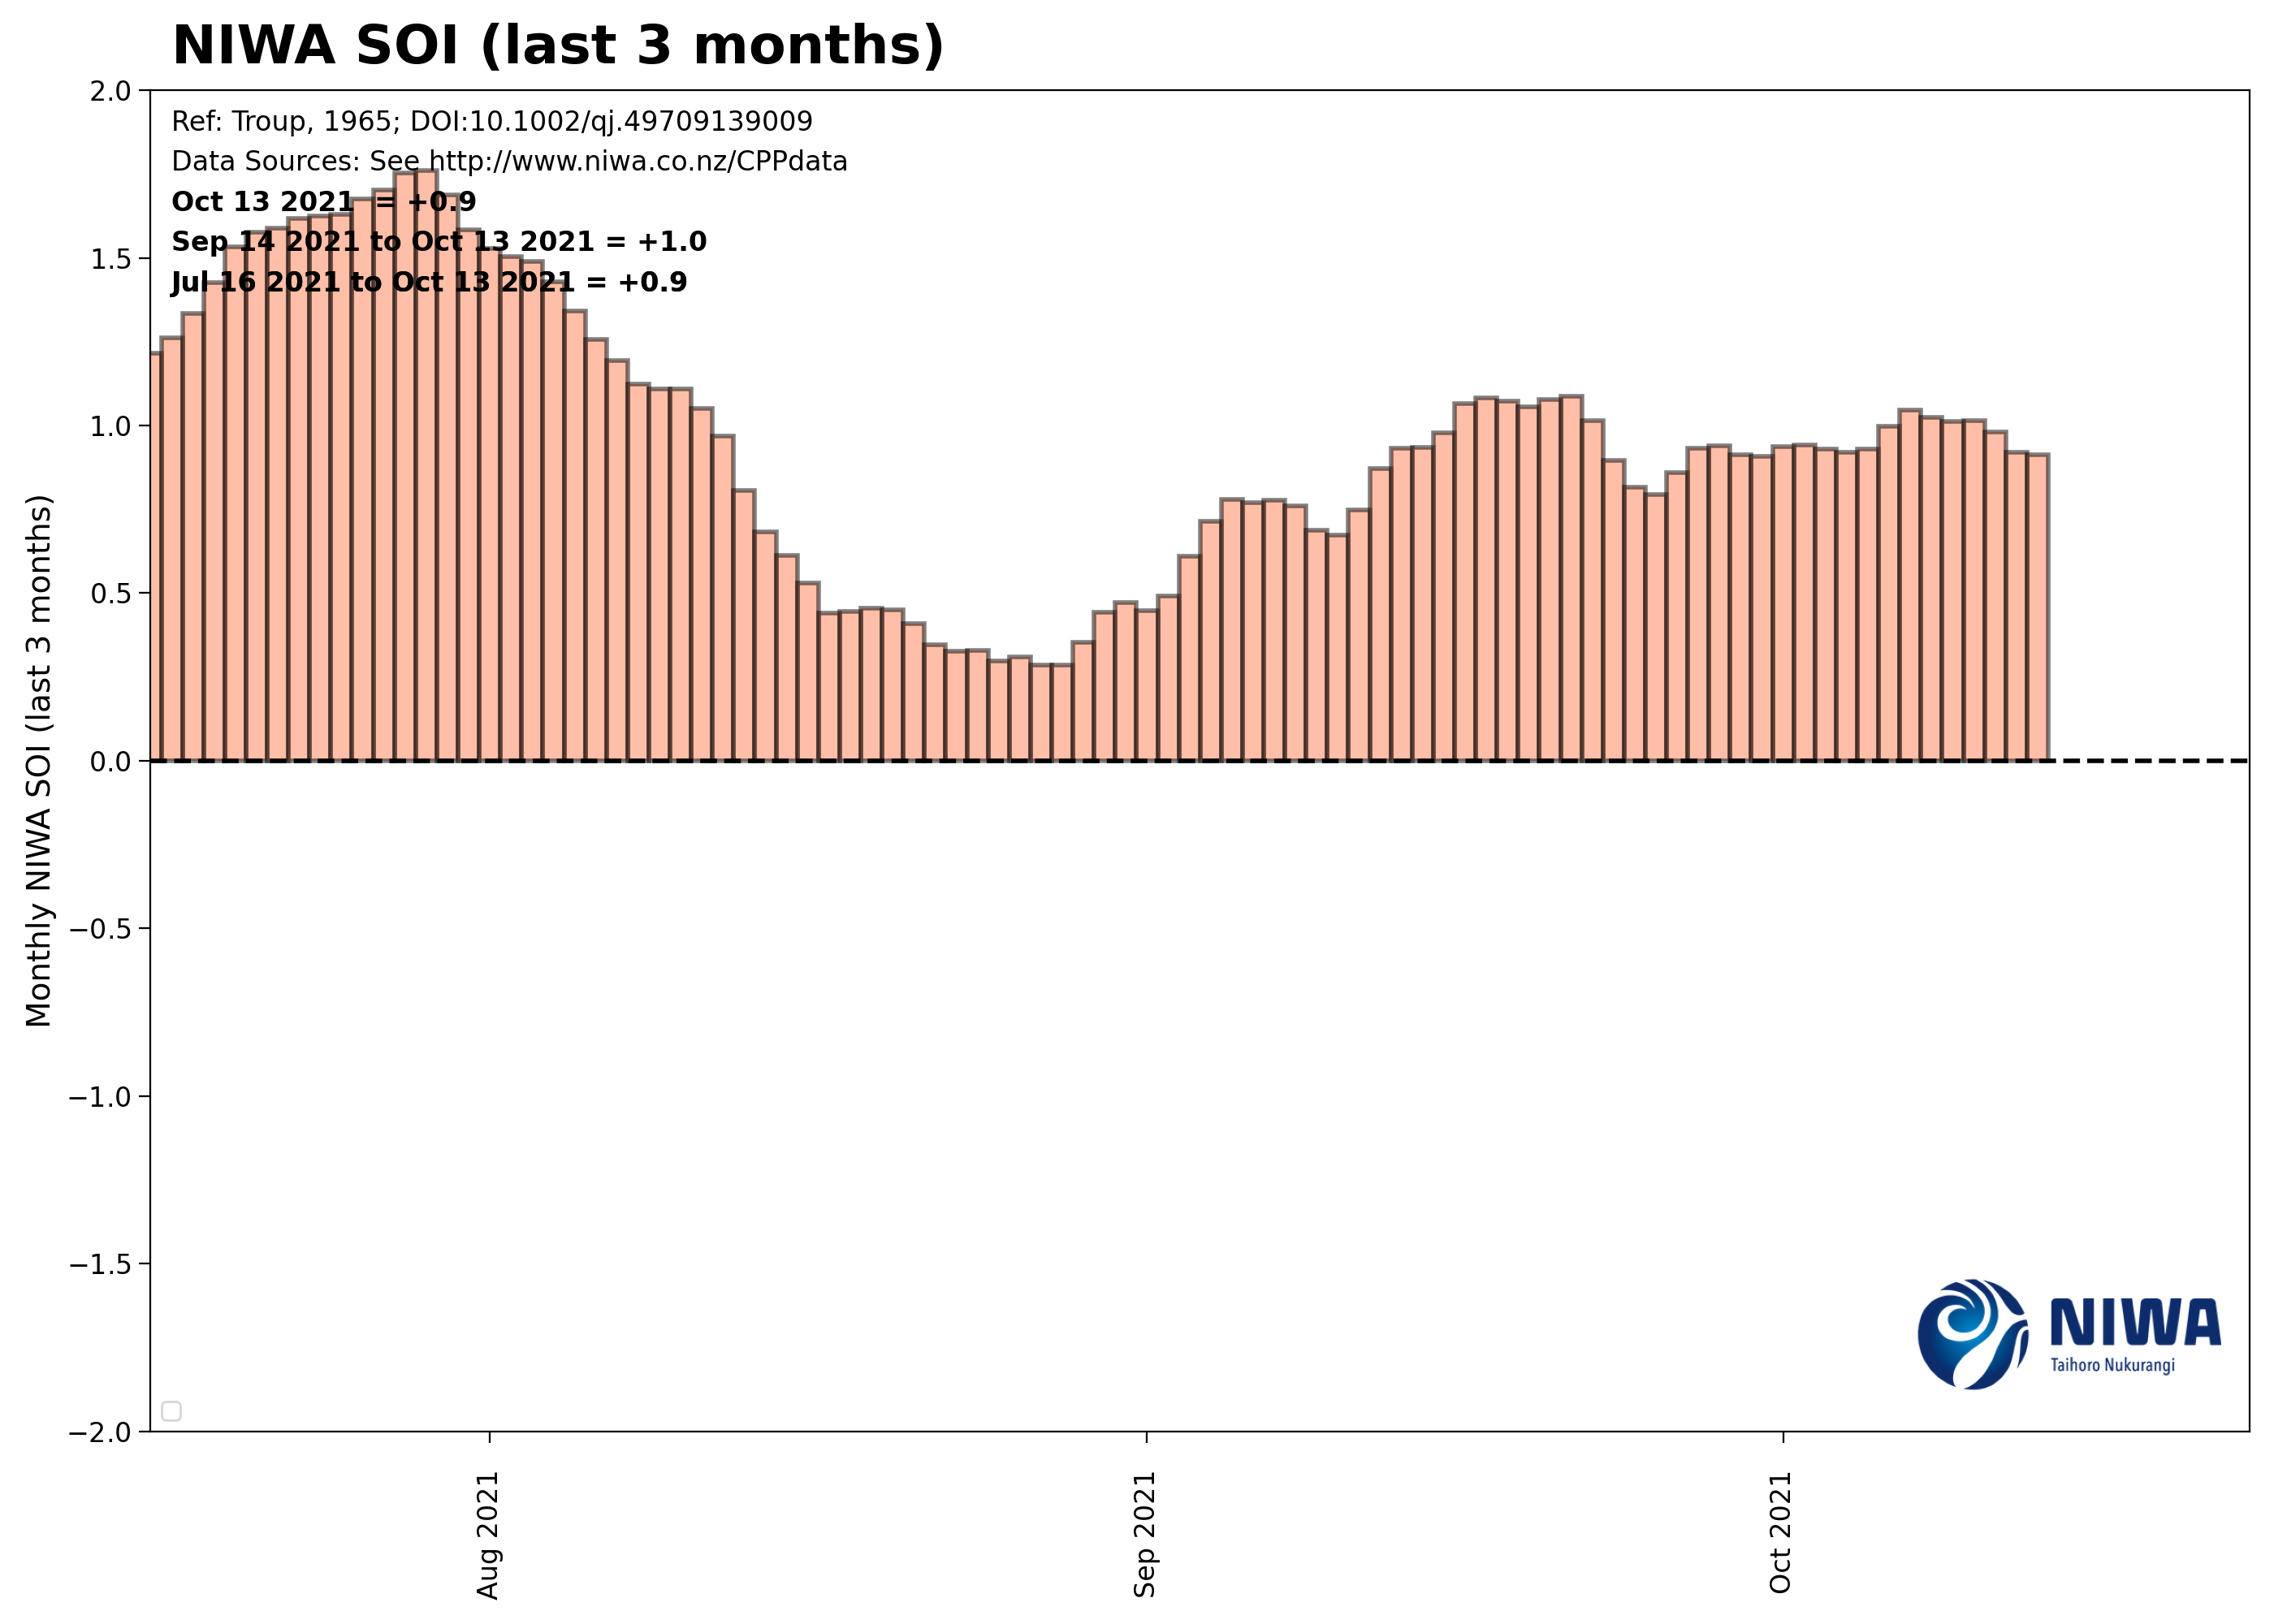 NIWA SOI (last 3 months)
2.0
1.5
1.0
0.5
0.0
−0.5
−1.0
−1.5
−2.0
Monthly NIWA SOI (last 3 months)
Ref: Troup, 1965; DOI:10.1002/qj.49709139009
Data Sources: See http://www.niwa.co.nz/CPPdata
Oct 13 2021 = +0.9
Sep 14 2021 to Oct 13 2021 = +1.0
Jul 16 2021 to Oct 13 2021 = +0.9
NIWA
Taihoro Nukurangi
Aug 2021
Sep 2021
Oct 2021